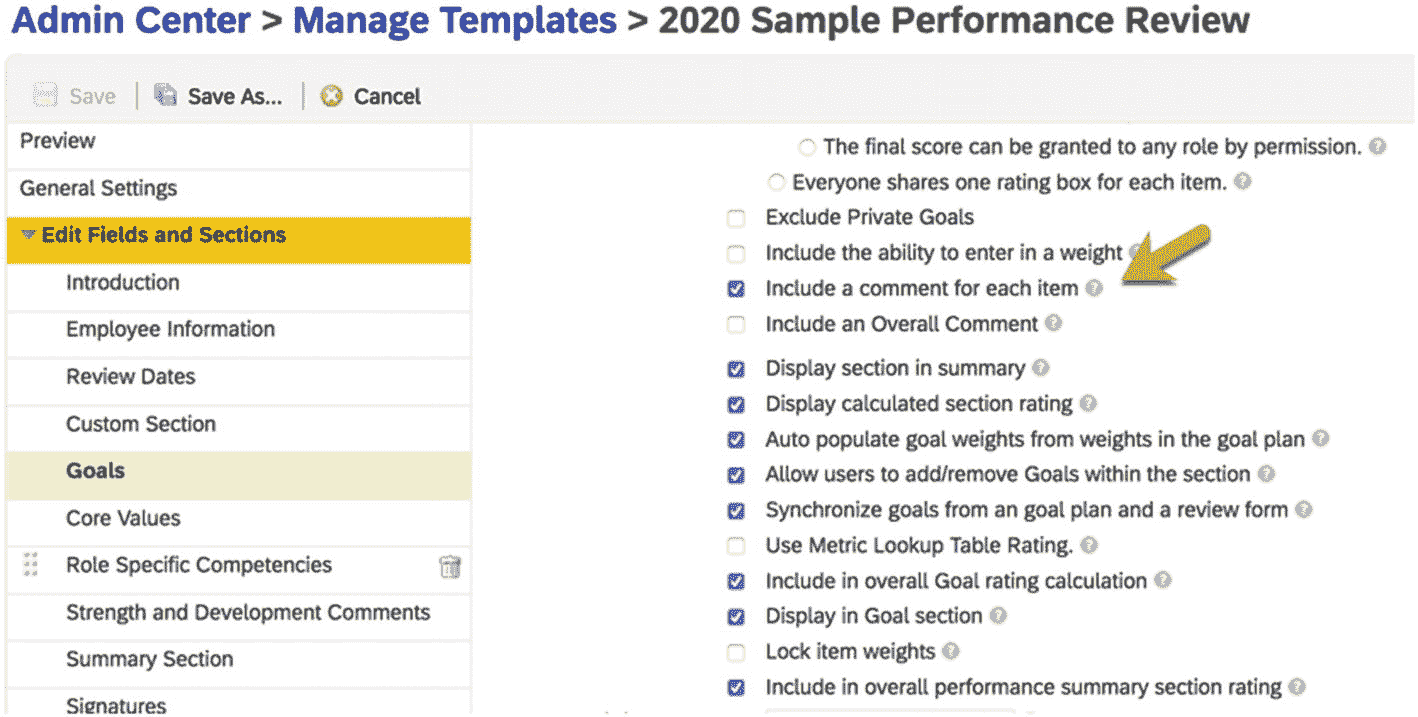 Admin Center > Manage Templates > 2020 Sample Performance Review
Save
Save As...
Cancel
Preview
General Settings
Edit Fields and Sections
Introduction
Employee Information
Review Dates
Custom Section
Goals
Core Values
Role Specific Competencies
Strength and Development Comments
Summary Section
Signatures
The final score can be granted to any role by permission.
Everyone shares one rating box for each item.
Exclude Private Goals
Include the ability to enter in a weight
Include a comment for each item
Include an Overall Comment
Display section in summary
Display calculated section rating
Auto populate goal weights from weights in the goal plan
Allow users to add/remove Goals within the section
Synchronize goals from an goal plan and a review form
Use Metric Lookup Table Rating.
Include in overall Goal rating calculation
Display in Goal section
Lock item weights
Include in overall performance summary section rating